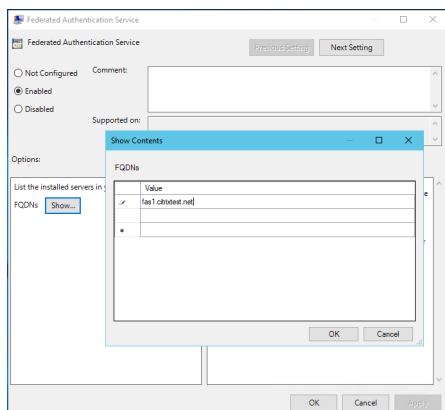 Federated Authentication Service
Federated Authentication Service
Previous Setting
Next Setting
Not Configured
Comment:
Enabled
Disabled
Supported on:
Options:
Show Contents
FQDNs
Value
fas1.citrixtest.net
OK
Cancel
List the installed servers in
FQDNs
Show...
OK
Cancel
Apply